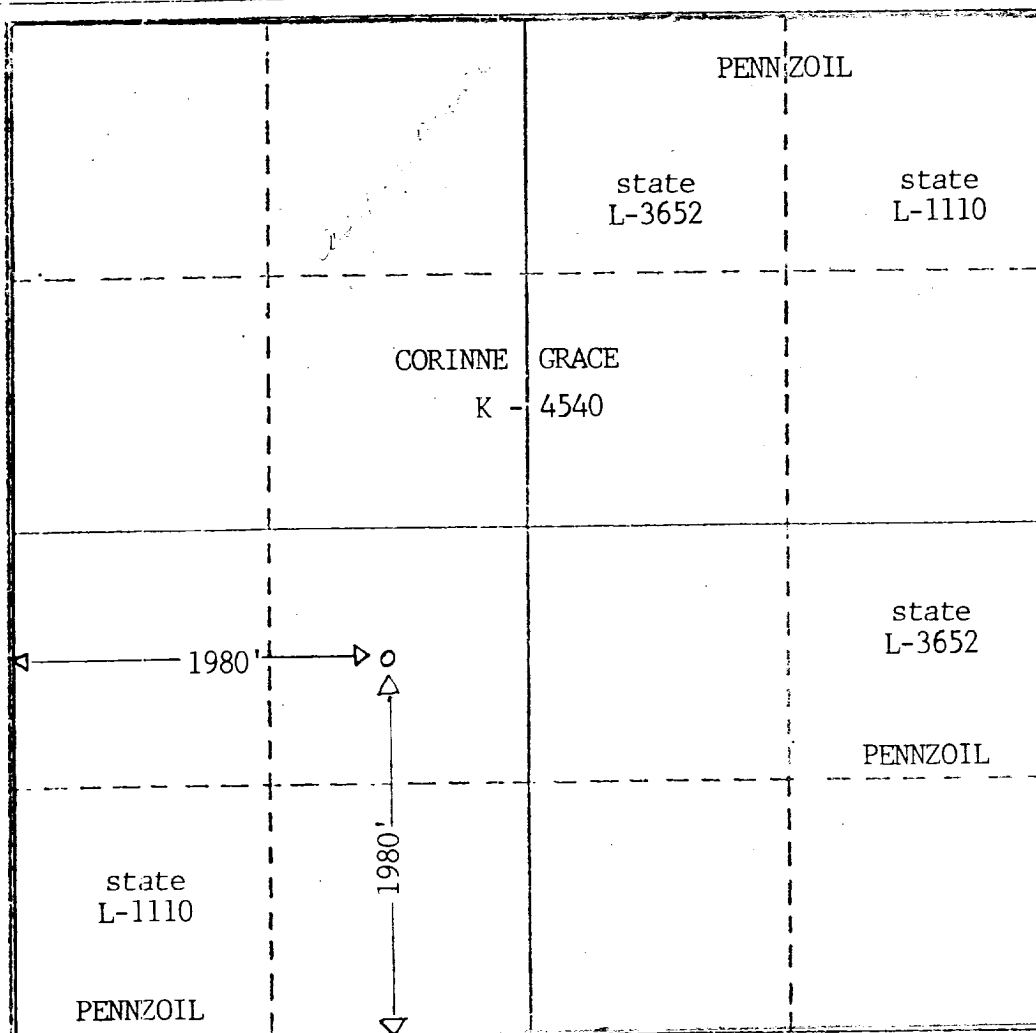 PENNZOIL
state
L-3652
state
L-1110
CORINNE GRACE
K - 4540
state
L-3652
1980'
PENNZOIL
1980'
state
L-1110
PENNZOIL